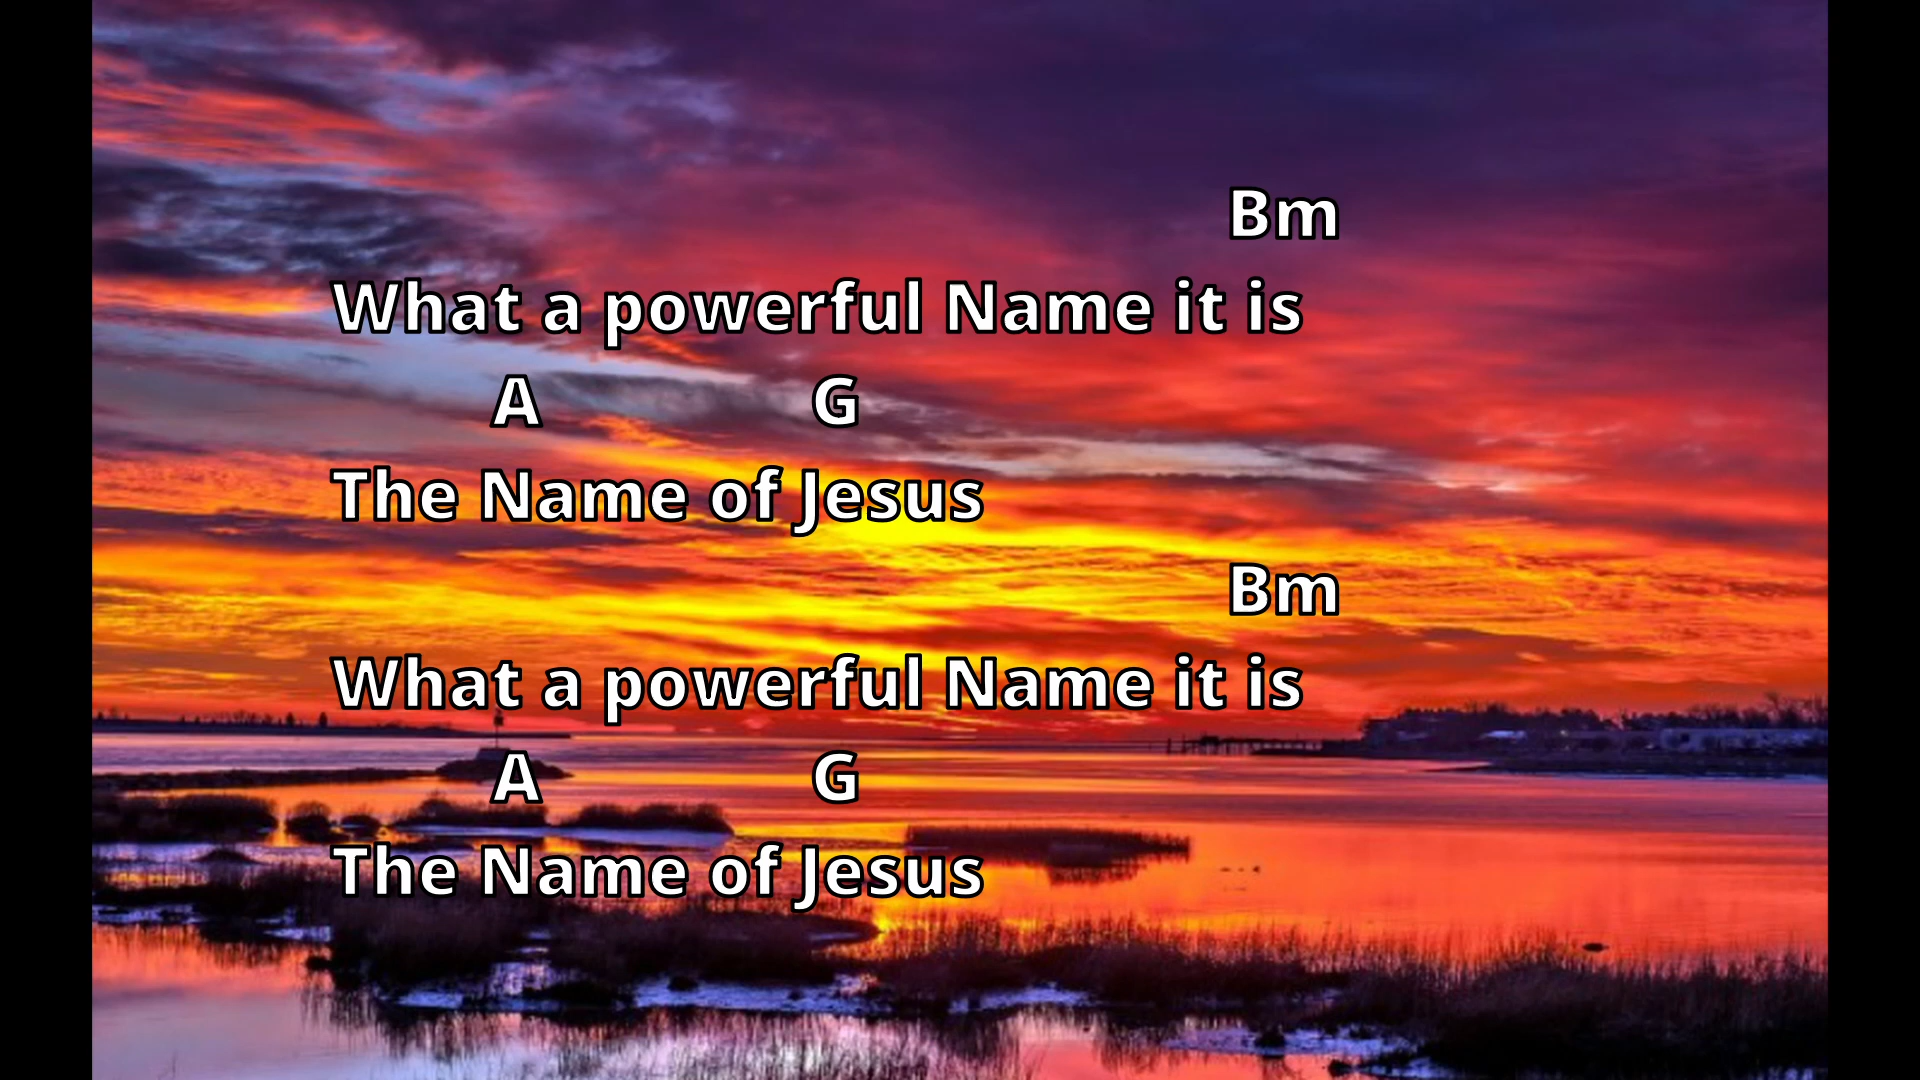 Bm
What a powerful Name it is
A G
The Name of Jesus
Bm
What a powerful Name it is
A G
The Name of Jesus